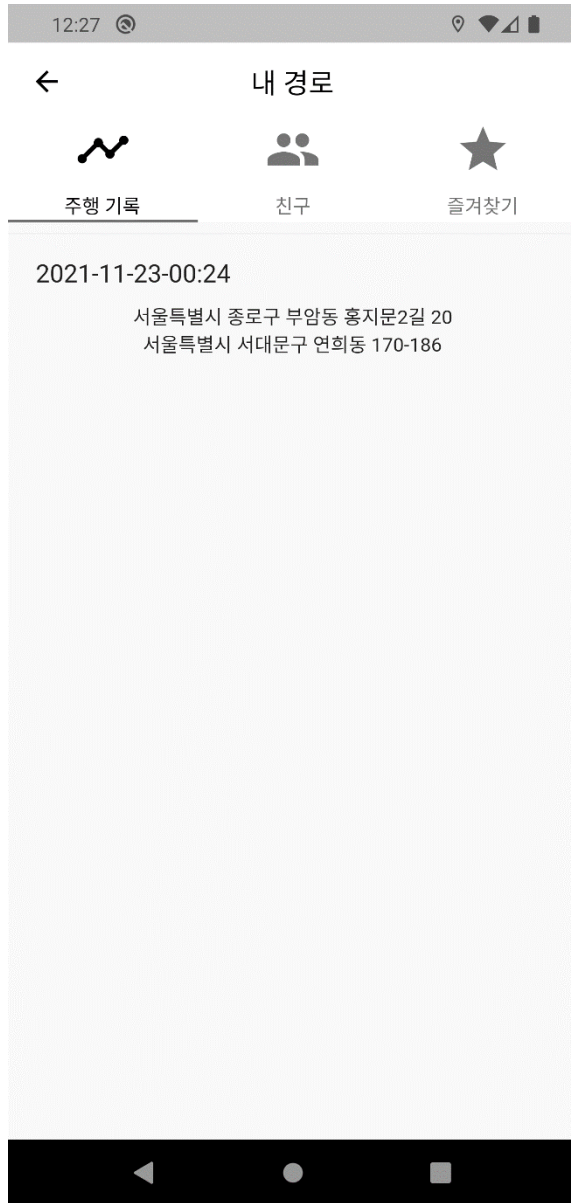 12:27
내 경로
주행 기록
친구
즐겨찾기
2021-11-23-00:24
서울특별시 종로구 부암동 홍지문2길 20
서울특별시 서대문구 연희동 170-186